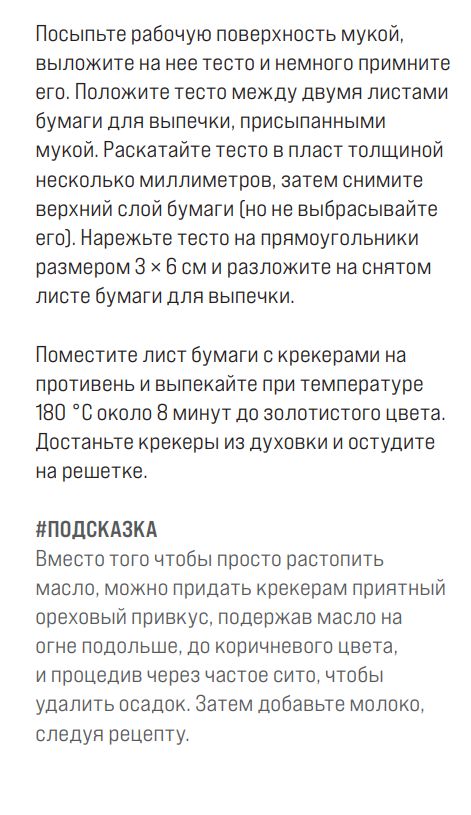 Посыпьте рабочую поверхность мукой,
выложите на нее тесто и немного примните
его. Положите тесто между двумя листами
бумаги для выпечки, присыпанными
мукой. Раскатайте тесто в пласт толщиной
несколько миллиметров, затем снимите
верхний слой бумаги (но не выбрасывайте
его). Нарежьте тесто на прямоугольники
размером 3 × 6 см и разложите на снятом
листе бумаги для выпечки.

Поместите лист бумаги с крекерами на
противень и выпекайте при температуре
180 °C около 8 минут до золотистого цвета.
Достаньте крекеры из духовки и остудите
на решетке.

#ПОДСКАЗКА
Вместо того чтобы просто растопить
масло, можно придать крекерам приятный
ореховый привкус, подержав масло на
огне подольше, до коричневого цвета,
и процедив через частое сито, чтобы
удалить осадок. Затем добавьте молоко,
следуя рецепту.